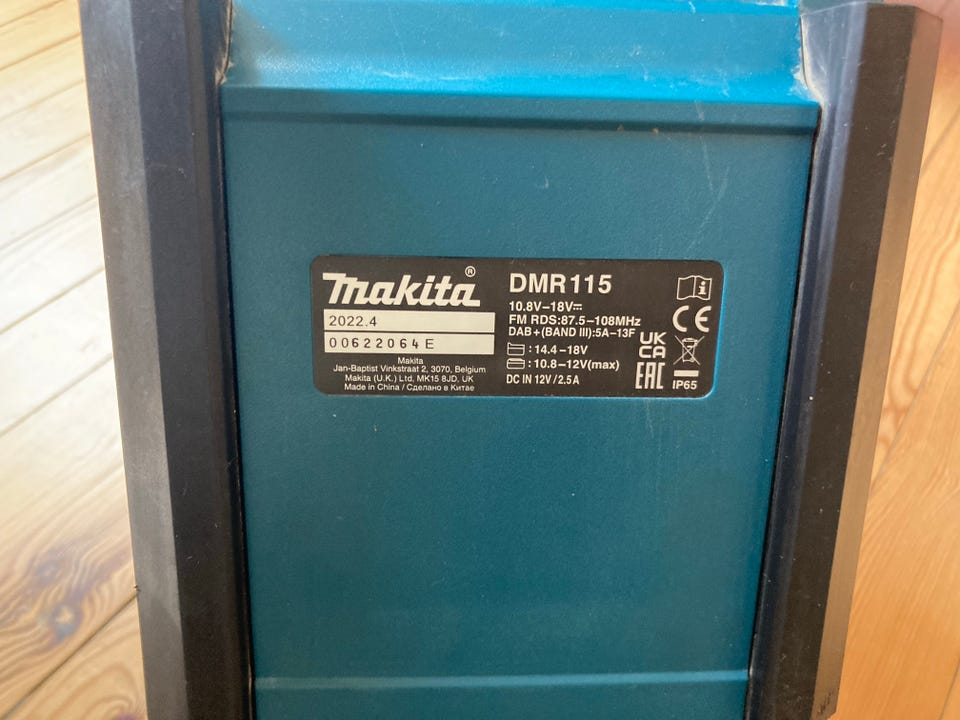 makita®
2022.4
00622064 E
Makita
Jan-Baptist Vinkstraat 2, 3070, Belgium
Makita (U.K.) Ltd, MK15 8JD, UK
Made in China / Сделано в Китае
DMR115
10.8V-18V⎓
FM RDS:87.5-108MHz
DAB+(BAND III):5A-13F
: 14.4-18V
: 10.8-12V(max)
DC IN 12V/2.5A
CE
UK
CA
EAC
IP65